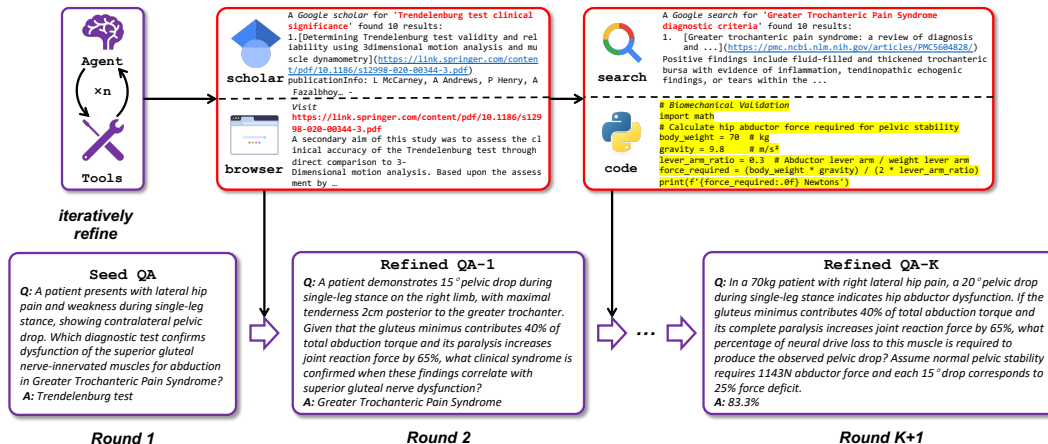 Agent
×n
Tools
iteratively
refine
A Google scholar for 'Trendelenburg test clinical
significance' found 10 results:
1.[Determining Trendelenburg test validity and rel
iability using 3dimensional motion analysis and mu
scle dynamometry](https://link.springer.com/conten
t/pdf/10.1186/s12998-020-00344-3.pdf)
publicationInfo: L McCarney, A Andrews, P Henry, A
Fazalbhoy… -
scholar
Visit
https://link.springer.com/content/pdf/10.1186/s129
98-020-00344-3.pdf
A secondary aim of this study was to assess the cl
inical accuracy of the Trendelenburg test through
direct comparison to 3-
Dimensional motion analysis. Based upon the assess
ment by …
browser
A Google search for 'Greater Trochanteric Pain Syndrome
diagnostic criteria' found 10 results:
1. [Greater trochanteric pain syndrome: a review of diagnosis
and ...](https://pmc.ncbi.nlm.nih.gov/articles/PMC5604828/)
Positive findings include fluid-filled and thickened trochanteric
bursa with evidence of inflammation, tendinopathic echogenic
findings, or tears within the ...
search
# Biomechanical Validation
import math
# Calculate hip abductor force required for pelvic stability
body_weight = 70 # kg
gravity = 9.8 # m/s²
lever_arm_ratio = 0.3 # Abductor lever arm / weight lever arm
force_required = (body_weight * gravity) / (2 * lever_arm_ratio)
print(f'{force_required:.0f} Newtons')
code
Seed QA
Q: A patient presents with lateral hip
pain and weakness during single-leg
stance, showing contralateral pelvic
drop. Which diagnostic test confirms
dysfunction of the superior gluteal
nerve-innervated muscles for abduction
in Greater Trochanteric Pain Syndrome?
A: Trendelenburg test
Round 1
Refined QA-1
Q: A patient demonstrates 15° pelvic drop during
single-leg stance on the right limb, with maximal
tenderness 2cm posterior to the greater trochanter.
Given that the gluteus minimus contributes 40% of
total abduction torque and its paralysis increases
joint reaction force by 65%, what clinical syndrome is
confirmed when these findings correlate with
superior gluteal nerve dysfunction?
A: Greater Trochanteric Pain Syndrome
Round 2
...
Refined QA-K
Q: In a 70kg patient with right lateral hip pain, a 20° pelvic drop
during single-leg stance indicates hip abductor dysfunction. If the
gluteus minimus contributes 40% of total abduction torque and
its complete paralysis increases joint reaction force by 65%, what
percentage of neural drive loss to this muscle is required to
produce the observed pelvic drop? Assume normal pelvic stability
requires 1143N abductor force and each 15° drop corresponds to
25% force deficit.
A: 83.3%
Round K+1